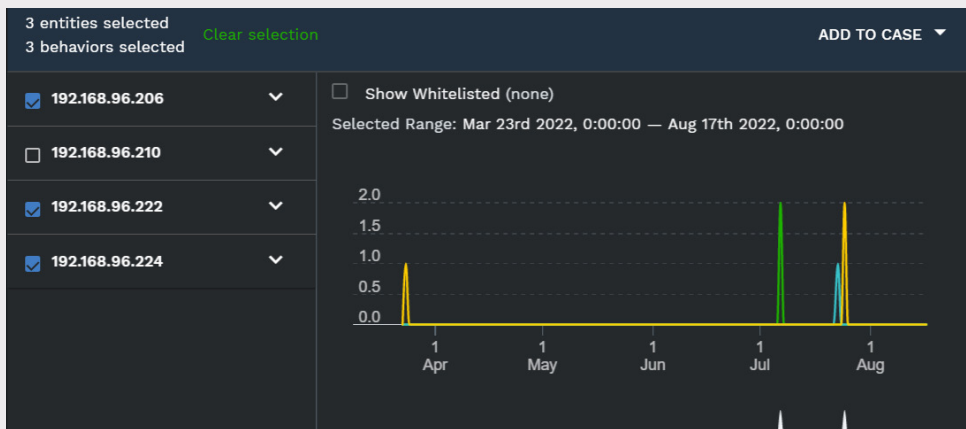 3 entities selected
3 behaviors selected
Clear selection
ADD TO CASE
192.168.96.206
192.168.96.210
192.168.96.222
192.168.96.224
Show Whitelisted (none)
Selected Range: Mar 23rd 2022, 0:00:00 — Aug 17th 2022, 0:00:00
2.0
1.5
1.0
0.5
0.0
1 1 1 1 1
Apr May Jun Jul Aug